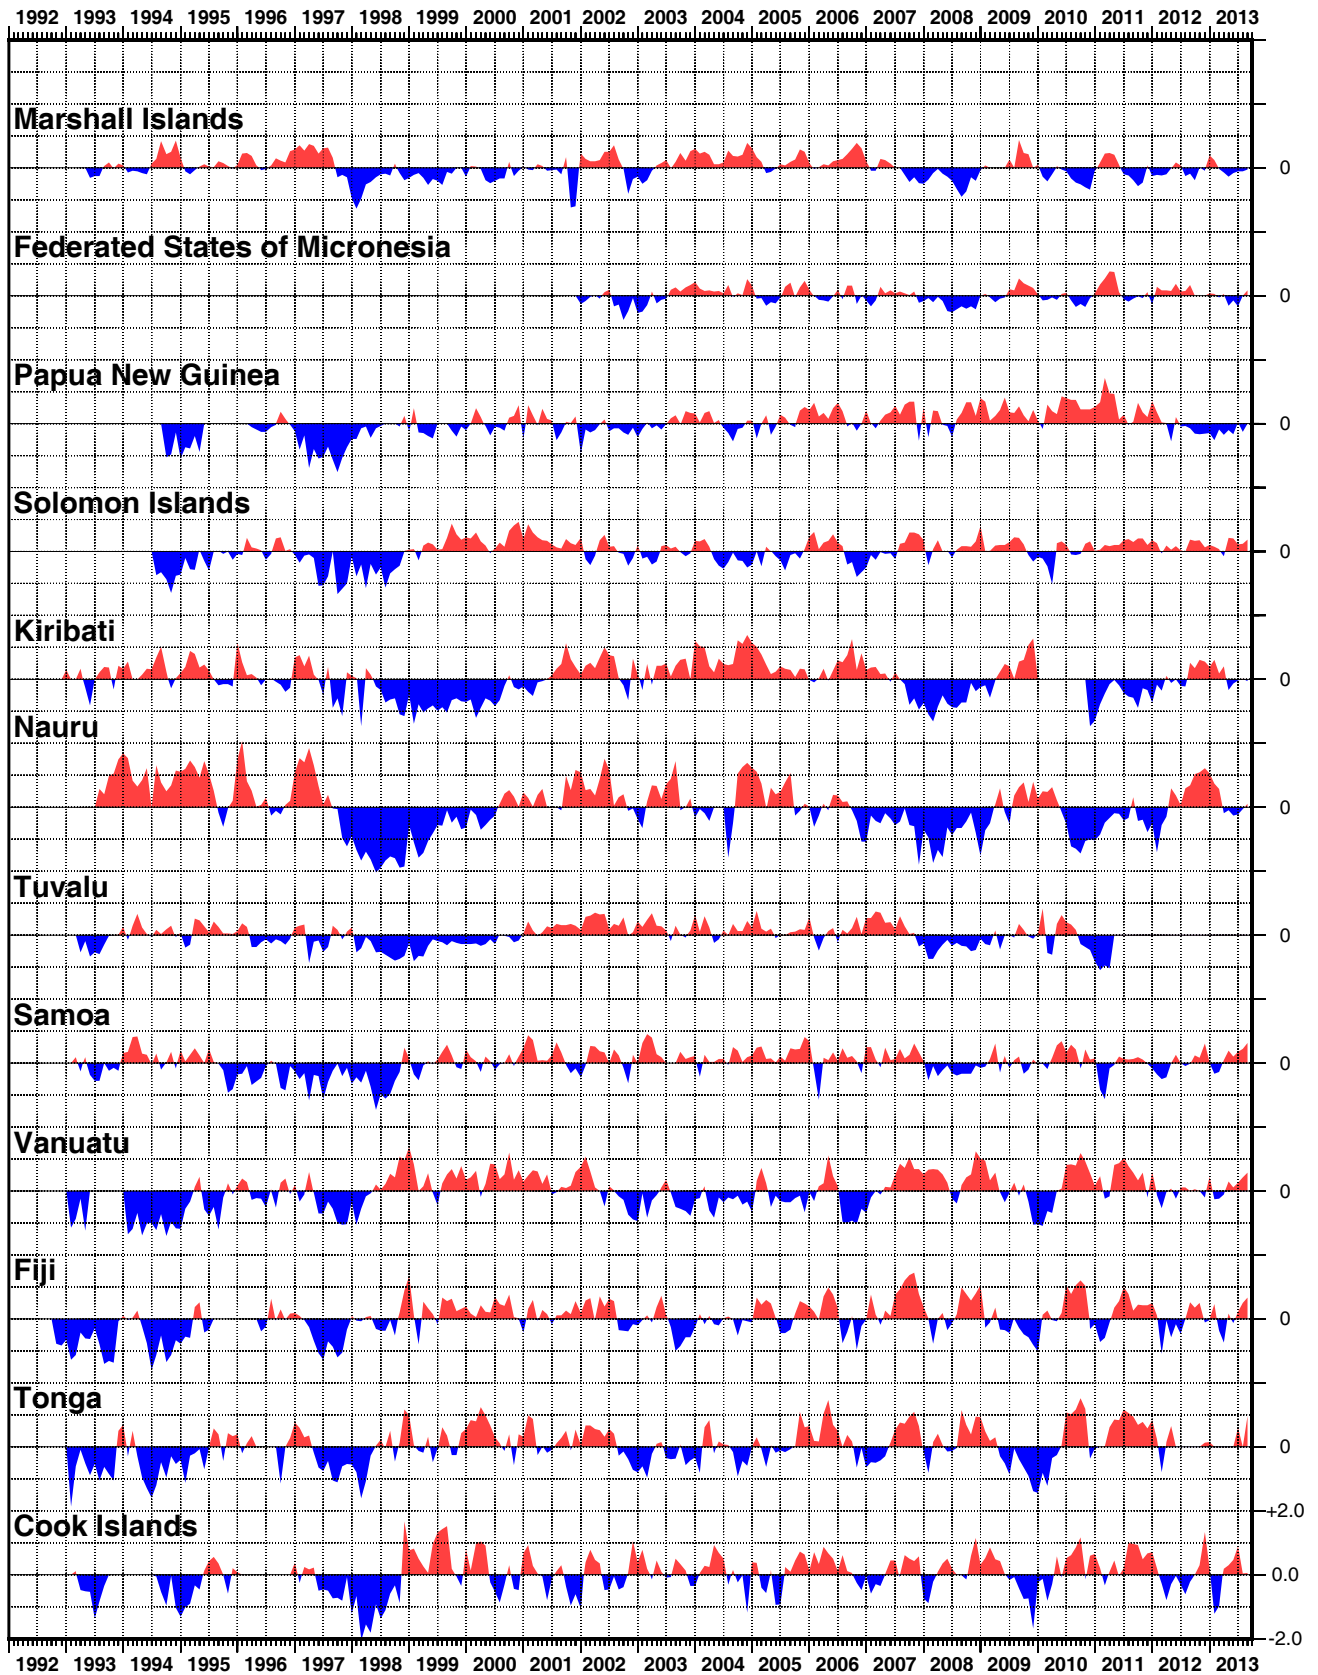 1992 1993 1994 1995 1996 1997 1998 1999 2000 2001 2002 2003 2004 2005 2006 2007 2008 2009 2010 2011 2012 2013
Marshall Islands
0
Federated States of Micronesia
0
Papua New Guinea
0
Solomon Islands
0
Kiribati
0
Nauru
0
Tuvalu
0
Samoa
0
Vanuatu
0
Fiji
0
Tonga
0
+2.0
Cook Islands
0.0
-2.0
1992 1993 1994 1995 1996 1997 1998 1999 2000 2001 2002 2003 2004 2005 2006 2007 2008 2009 2010 2011 2012 2013